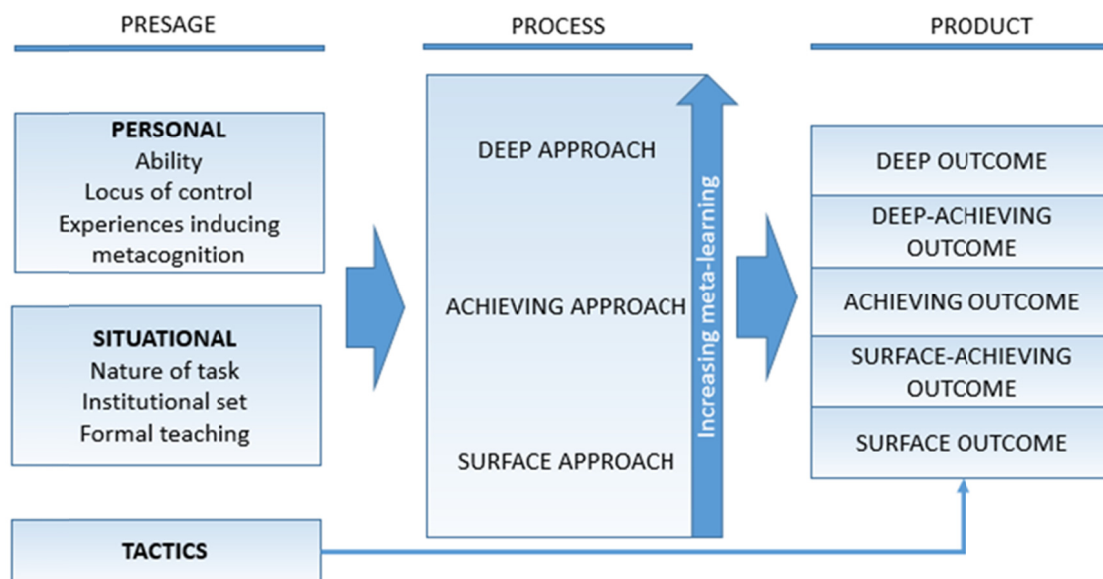 PRESAGE
PROCESS
PRODUCT
PERSONAL
Ability
Locus of control
Experiences inducing
metacognition
SITUATIONAL
Nature of task
Institutional set
Formal teaching
TACTICS
DEEP APPROACH
ACHIEVING APPROACH
SURFACE APPROACH
Increasing meta-learning
DEEP OUTCOME
DEEP-ACHIEVING
OUTCOME
ACHIEVING OUTCOME
SURFACE-ACHIEVING
OUTCOME
SURFACE OUTCOME